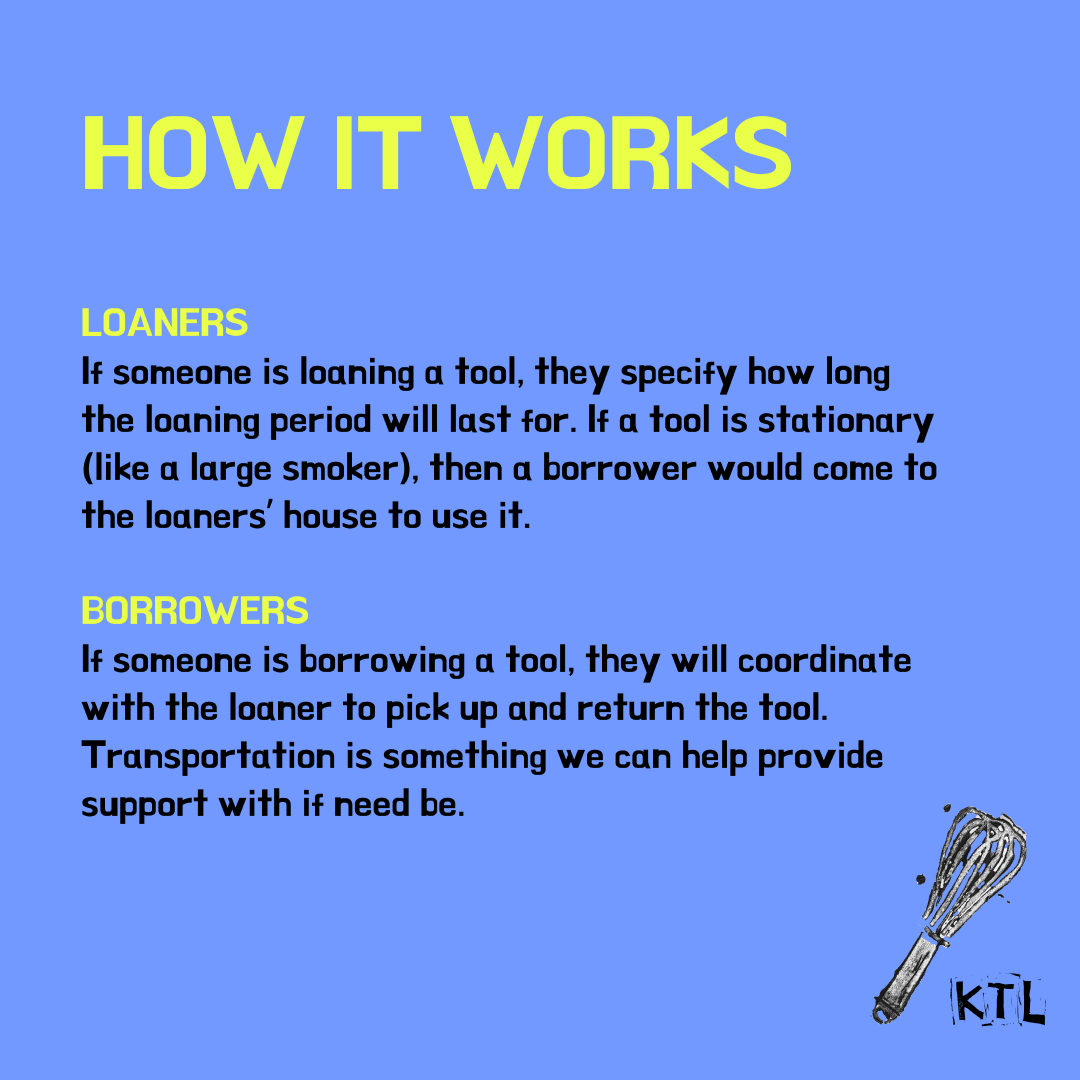 HOW IT WORKS
LOANERS
If someone is loaning a tool, they specify how long
the loaning period will last for. If a tool is stationary
(like a large smoker), then a borrower would come to
the loaners' house to use it.
BORROWERS
If someone is borrowing a tool, they will coordinate
with the loaner to pick up and return the tool.
Transportation is something we can help provide
support with if need be.
KTL